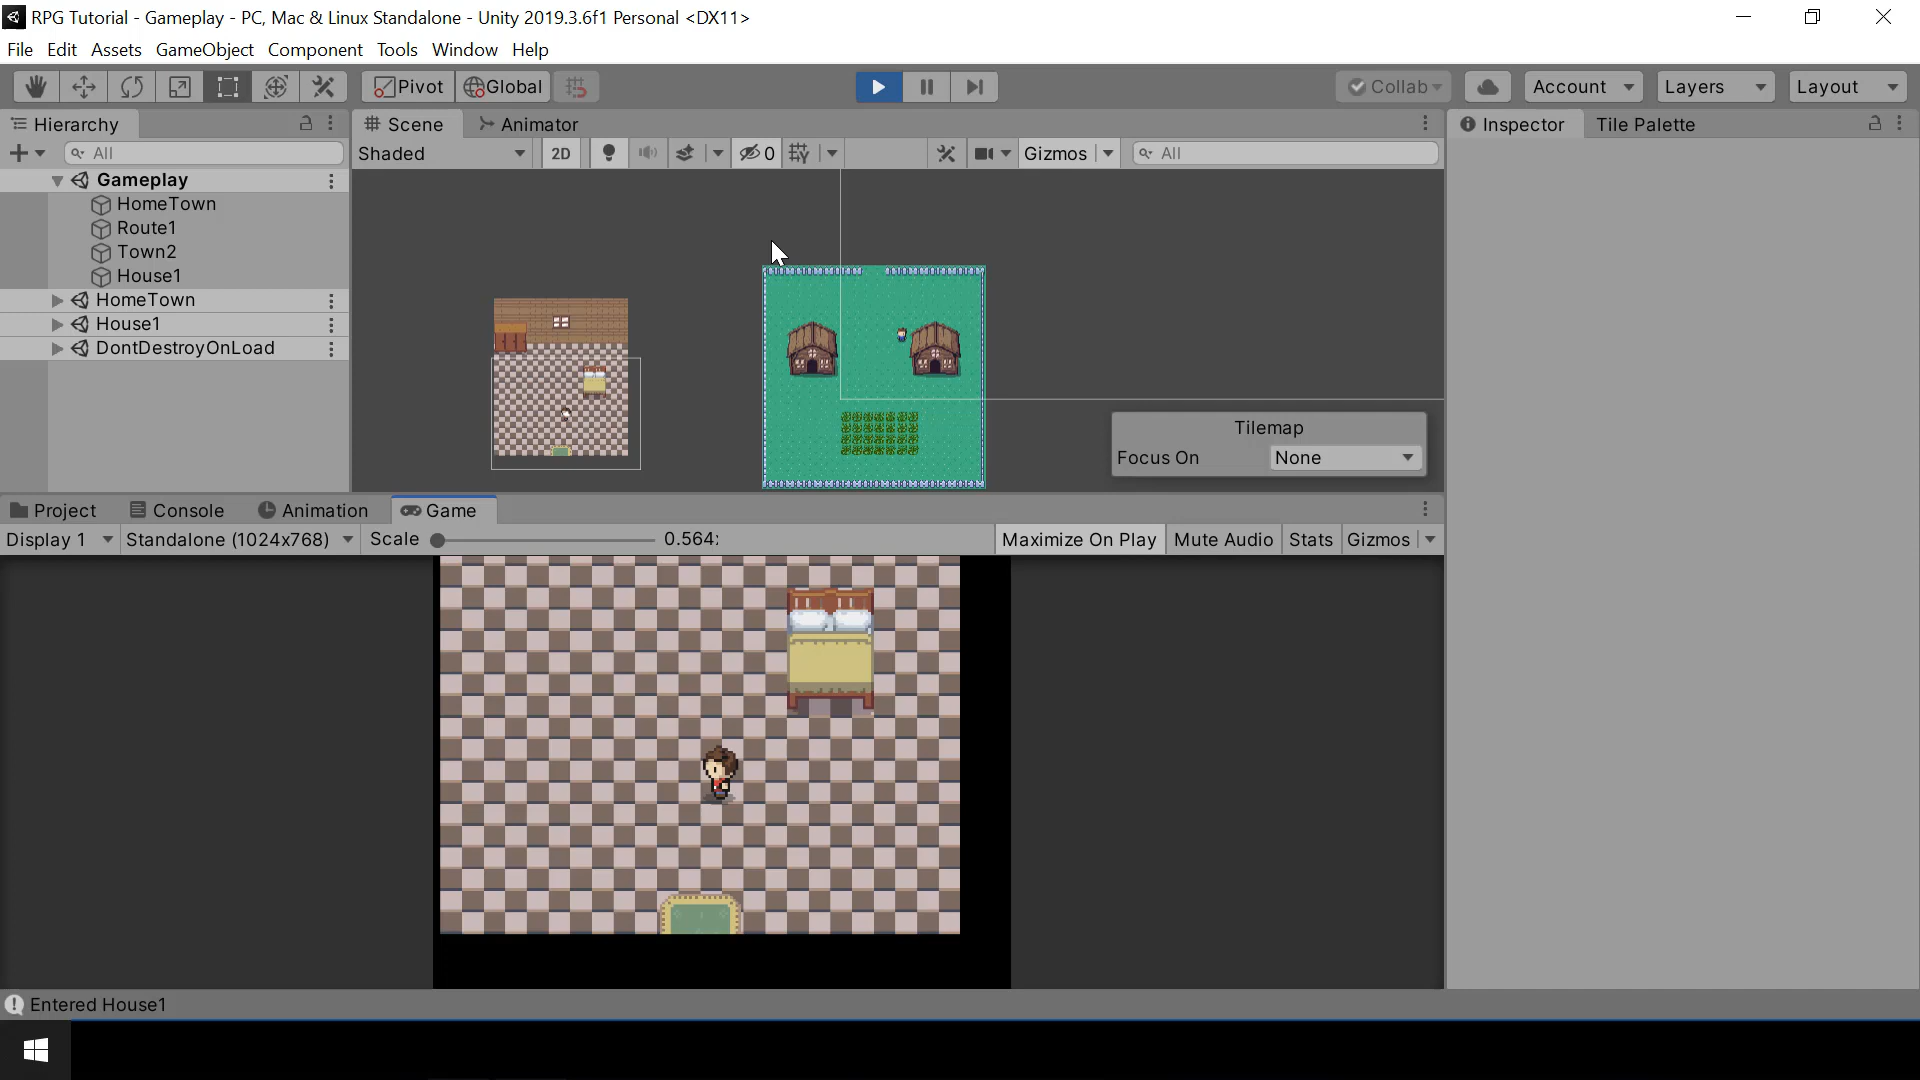 RPG Tutorial - Gameplay - PC, Mac & Linux Standalone - Unity 2019.3.6f1 Personal <DX11>
File Edit Assets GameObject Component Tools Window Help
Pivot Global Collab Account Layers Layout
Hierarchy Scene Animator Inspector Tile Palette
All Shaded 2D 0 Gizmos All
Gameplay
HomeTown
Route1
Town2
House1
HomeTown
House1
DontDestroyOnLoad
Tilemap
Focus On None
Project Console Animation Game
Display 1 Standalone (1024x768) Scale 0.564: Maximize On Play Mute Audio Stats Gizmos
Entered House1